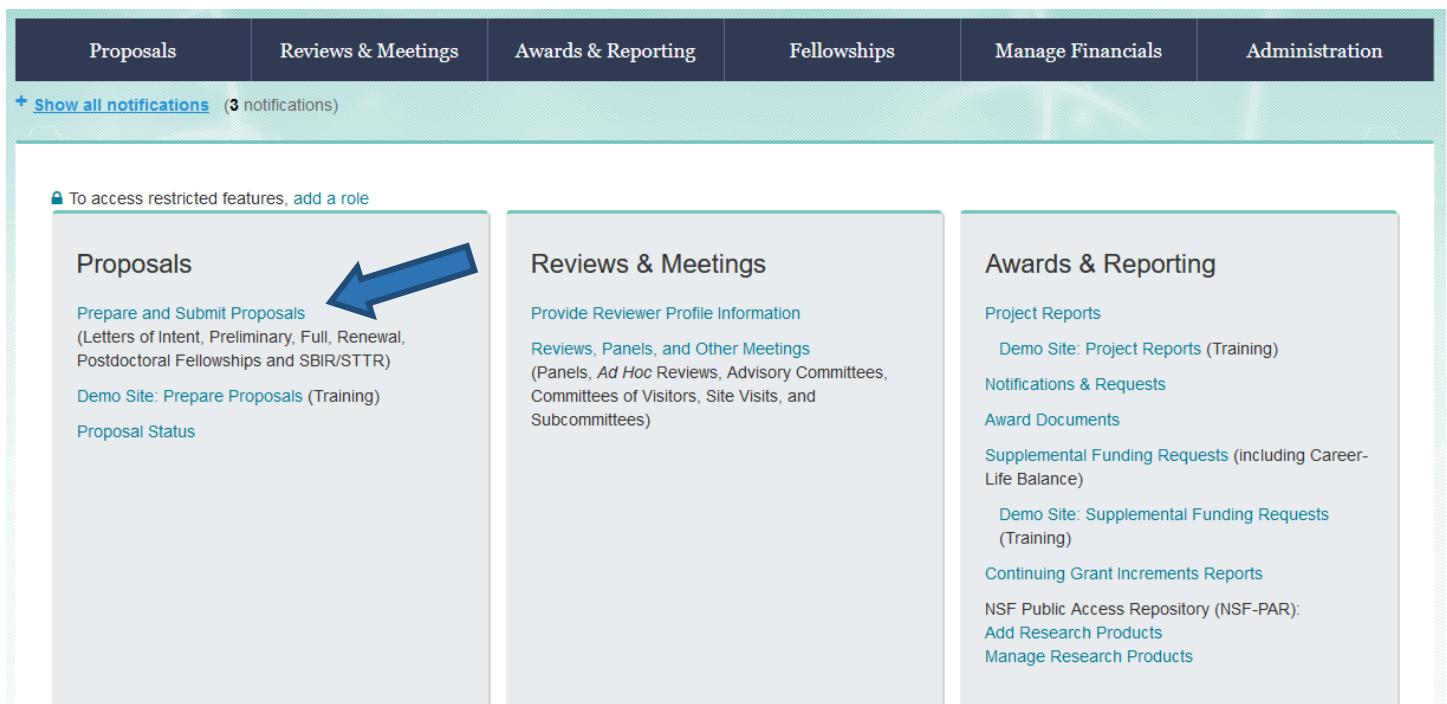 Proposals
Reviews & Meetings
Awards & Reporting
Fellowships
Manage Financials
Administration
+ Show all notifications (3 notifications)
To access restricted features, add a role
Proposals
Prepare and Submit Proposals
(Letters of Intent, Preliminary, Full, Renewal,
Postdoctoral Fellowships and SBIR/STTR)
Demo Site: Prepare Proposals (Training)
Proposal Status
Reviews & Meetings
Provide Reviewer Profile Information
Reviews, Panels, and Other Meetings
(Panels, Ad Hoc Reviews, Advisory Committees,
Committees of Visitors, Site Visits, and
Subcommittees)
Awards & Reporting
Project Reports
Demo Site: Project Reports (Training)
Notifications & Requests
Award Documents
Supplemental Funding Requests (including Career-
Life Balance)
Demo Site: Supplemental Funding Requests
(Training)
Continuing Grant Increments Reports
NSF Public Access Repository (NSF-PAR):
Add Research Products
Manage Research Products